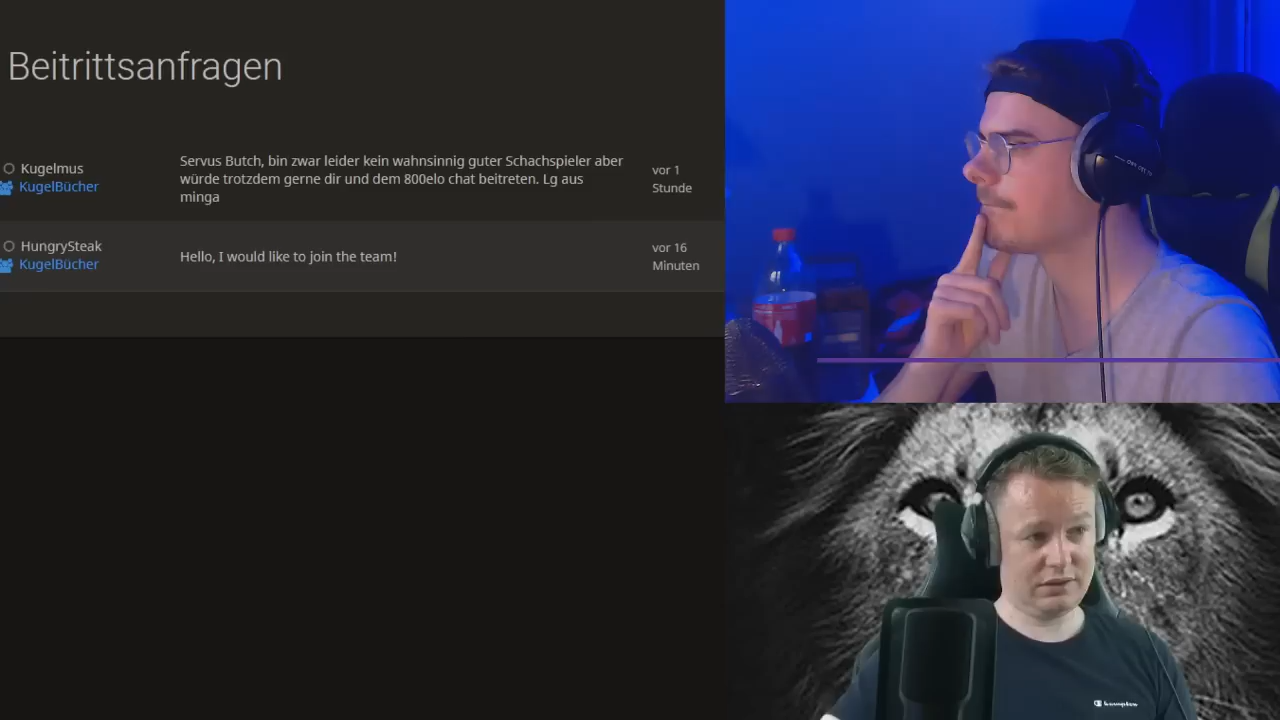 Beitrittsanfragen
Kugelmus
KugelBücher
Servus Butch, bin zwar leider kein wahnsinnig guter Schachspieler aber
würde trotzdem gerne dir und dem 800elo chat beitreten. Lg aus
minga
vor 1
Stunde
HungrySteak
KugelBücher
Hello, I would like to join the team!
vor 16
Minuten
Champion